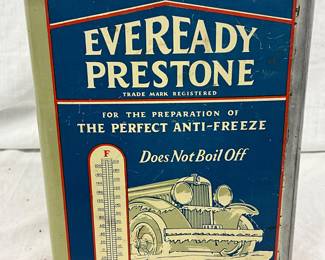 EVEREADY
PRESTONE
TRADE MARK REGISTERED
FOR THE PREPARATION OF
THE PERFECT ANTI-FREEZE
Does Not Boil Off
F